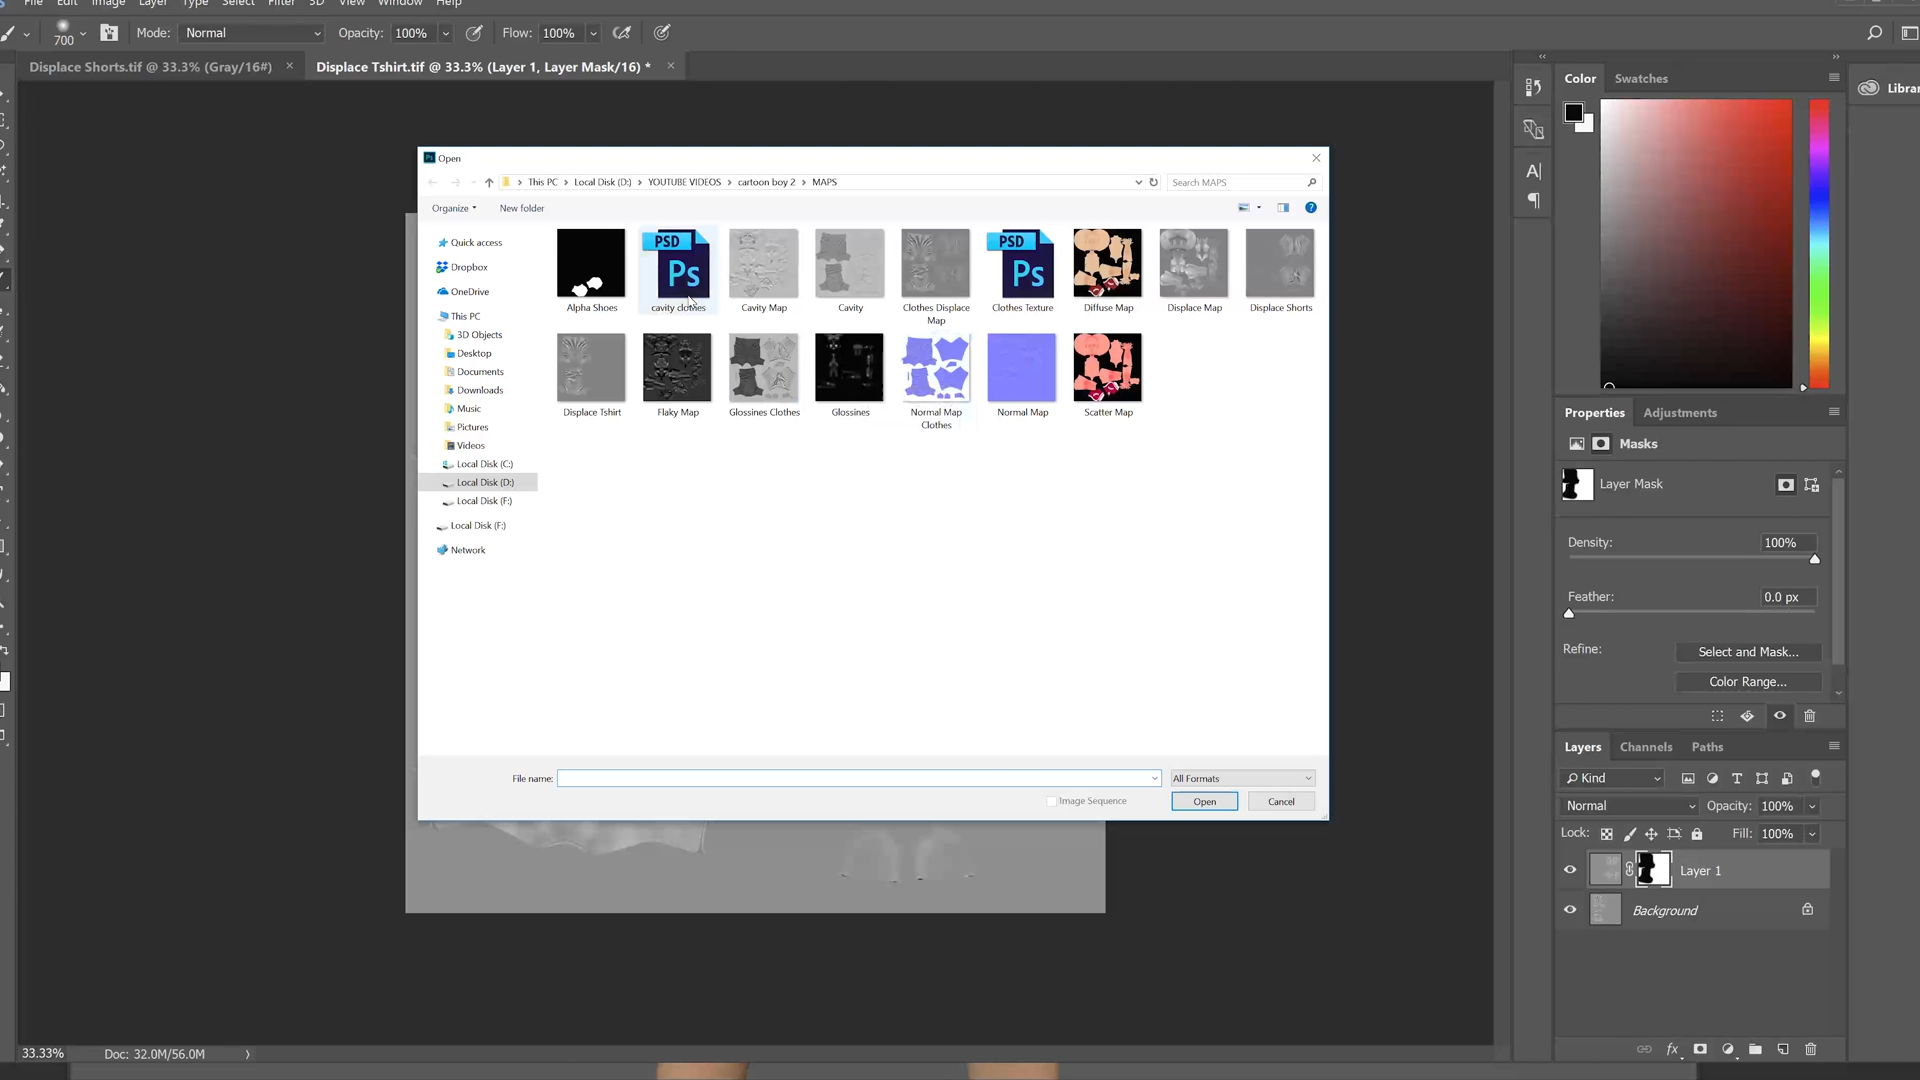 File Edit Image Layer Type Select Filter 3D View Window Help
700 Mode: Normal Opacity: 100% Flow: 100%
Displace Shorts.tif @ 33.3% (Gray/16#) × Displace Tshirt.tif @ 33.3% (Layer 1, Layer Mask/16) * ×
Ps Open
This PC > Local Disk (D:) > YOUTUBE VIDEOS > cartoon boy 2 > MAPS
Search MAPS
Organize New folder
Quick access
Dropbox
OneDrive
This PC
3D Objects
Desktop
Documents
Downloads
Music
Pictures
Videos
Local Disk (C:)
Local Disk (D:)
Local Disk (F:)
Local Disk (F:)
Network
PSD
Ps
PSD
Ps
Alpha Shoes
cavity clothes
Cavity Map
Cavity
Clothes Displace
Map
Clothes Texture
Diffuse Map
Displace Map
Displace Shorts
Displace Tshirt
Flaky Map
Glossines Clothes
Glossines
Normal Map
Clothes
Normal Map
Scatter Map
File name:
All Formats
Image Sequence
Open
Cancel
Color Swatches
Librar
Properties Adjustments
Masks
Layer Mask
Density: 100%
Feather: 0.0 px
Refine: Select and Mask...
Color Range...
Layers Channels Paths
Kind
Normal Opacity: 100%
Lock: Fill: 100%
Layer 1
Background
fx
33.33% Doc: 32.0M/56.0M >